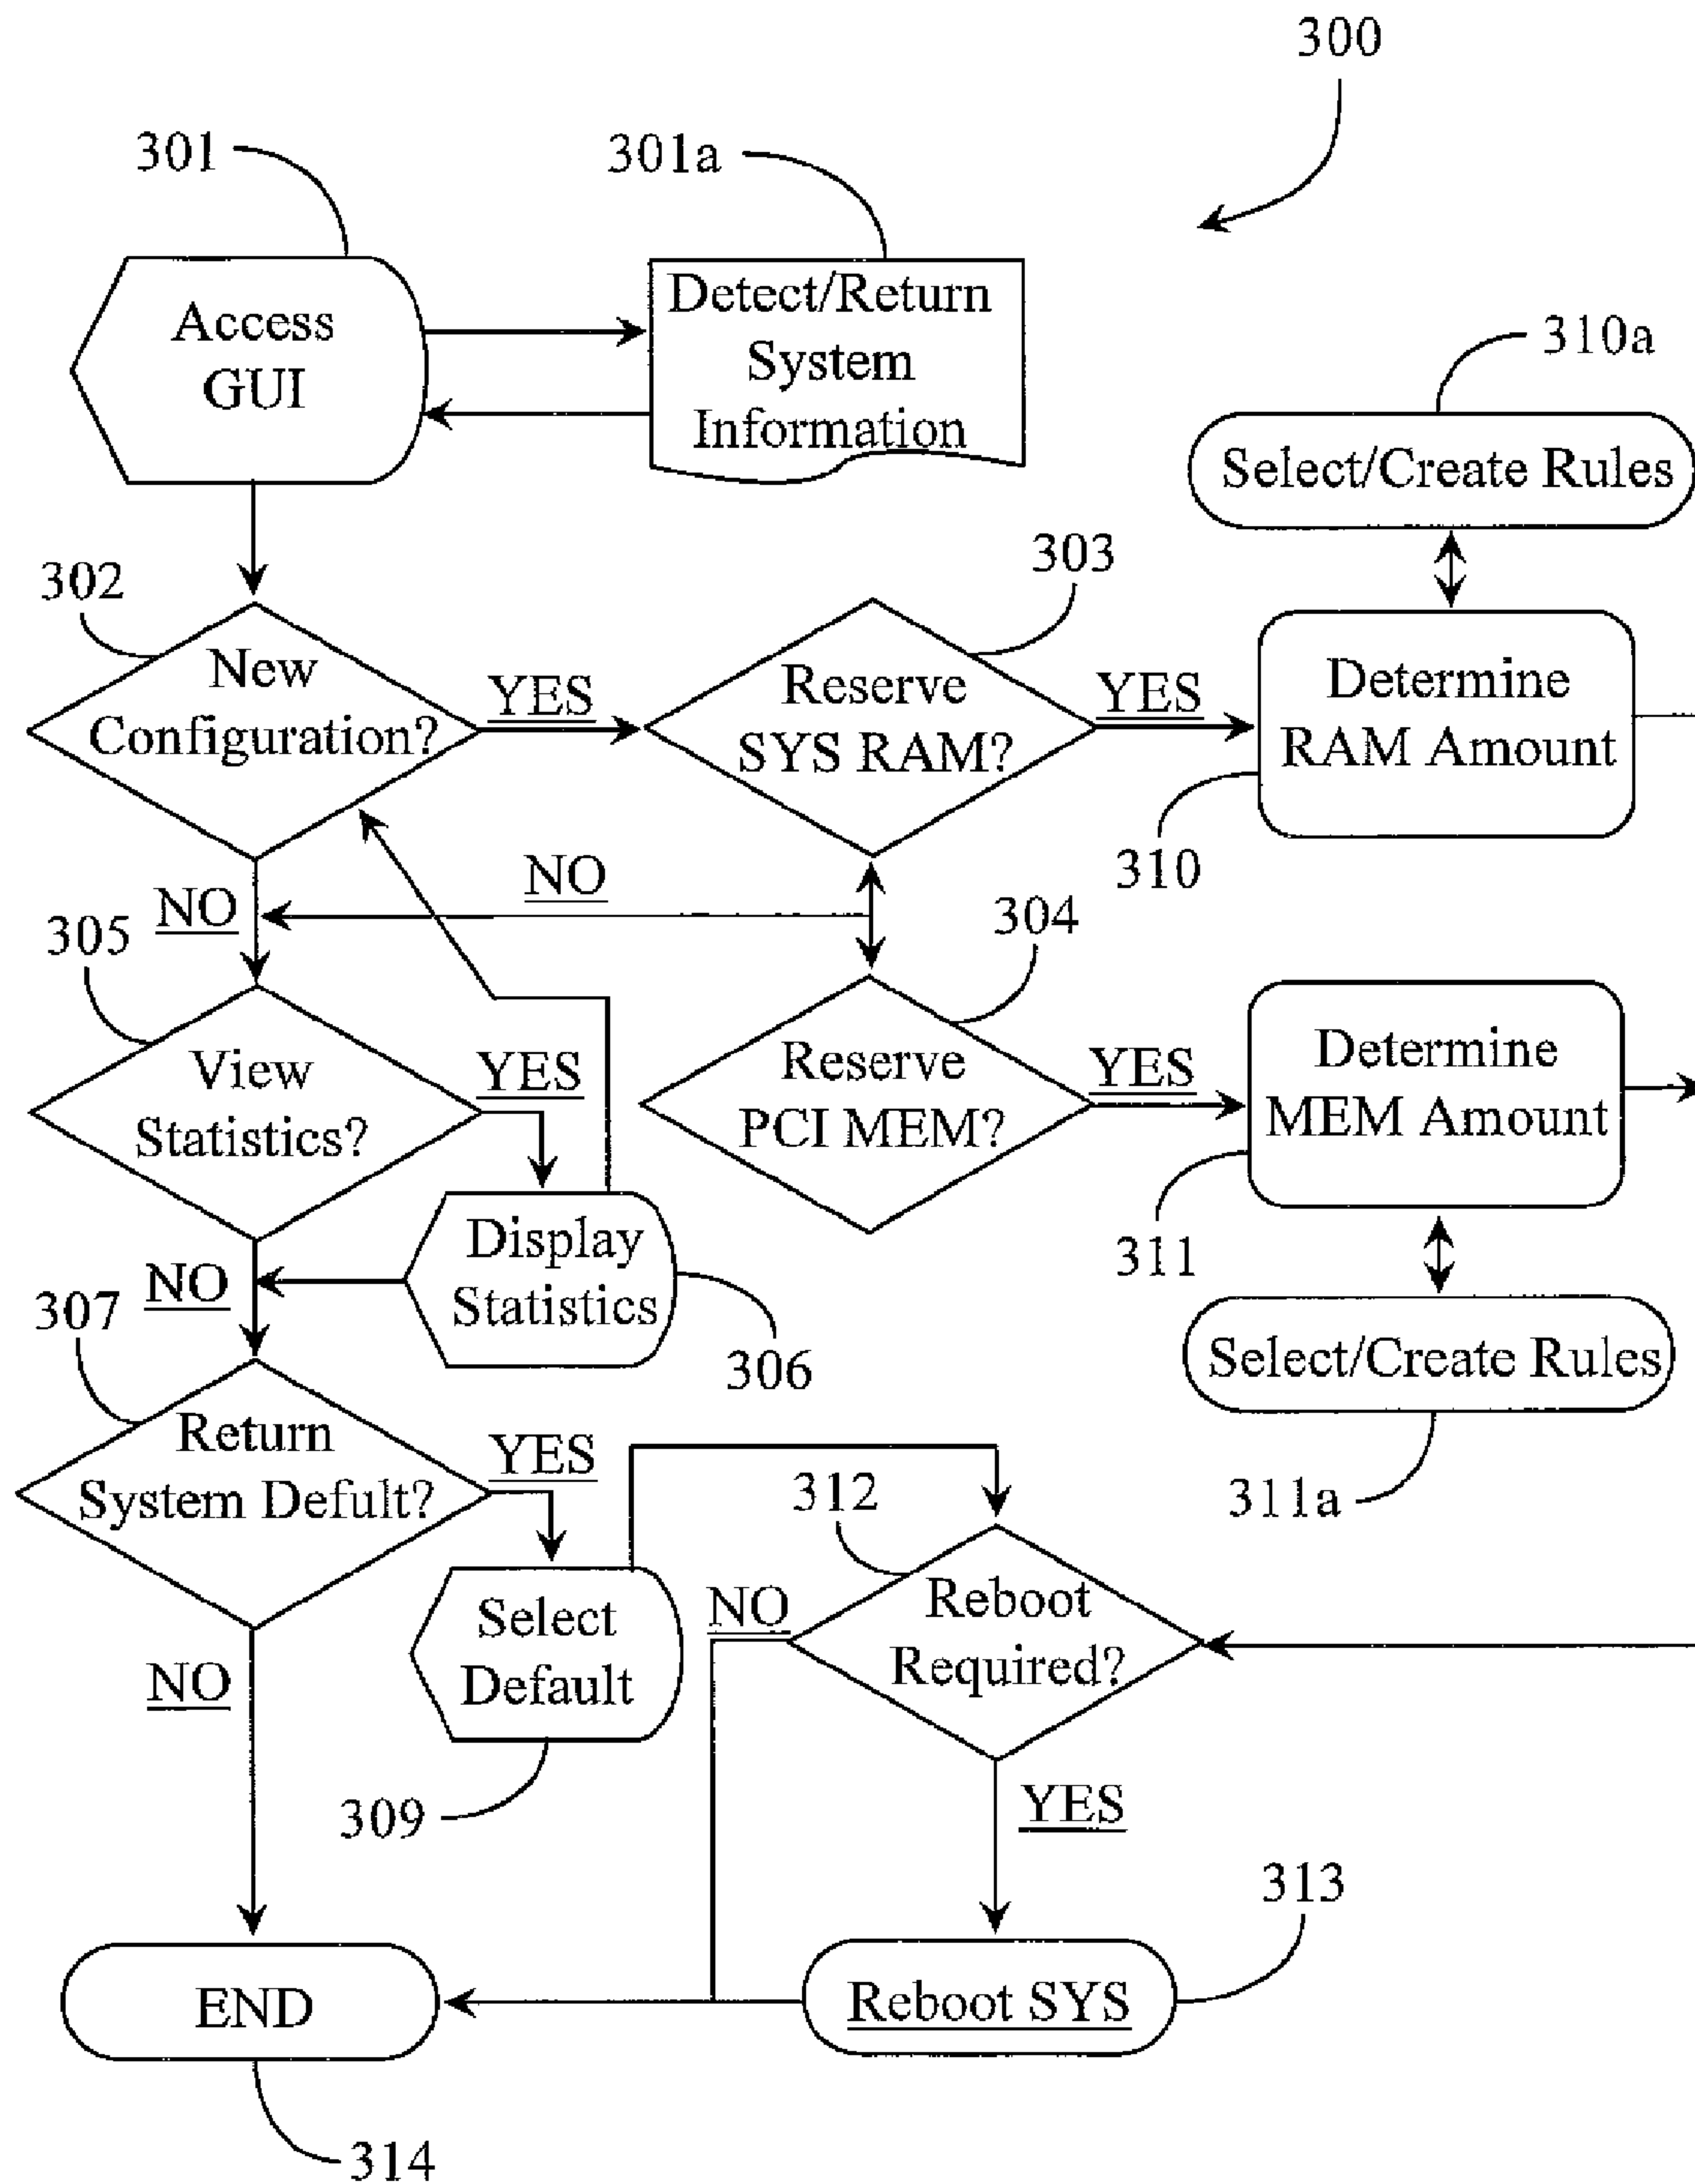 300
301
301a
Access
GUI
Detect/Return
System
Information
310a
Select/Create Rules
302
303
New
Configuration?
YES
Reserve
SYS RAM?
YES
Determine
RAM Amount
310
NO
NO
305
304
View
Statistics?
YES
Reserve
PCI MEM?
YES
Determine
MEM Amount
311
Display
Statistics
306
NO
307
Select/Create Rules
311a
Return
System Defult?
YES
312
Select
Default
309
NO
Reboot
Required?
NO
YES
313
END
Reboot SYS
314